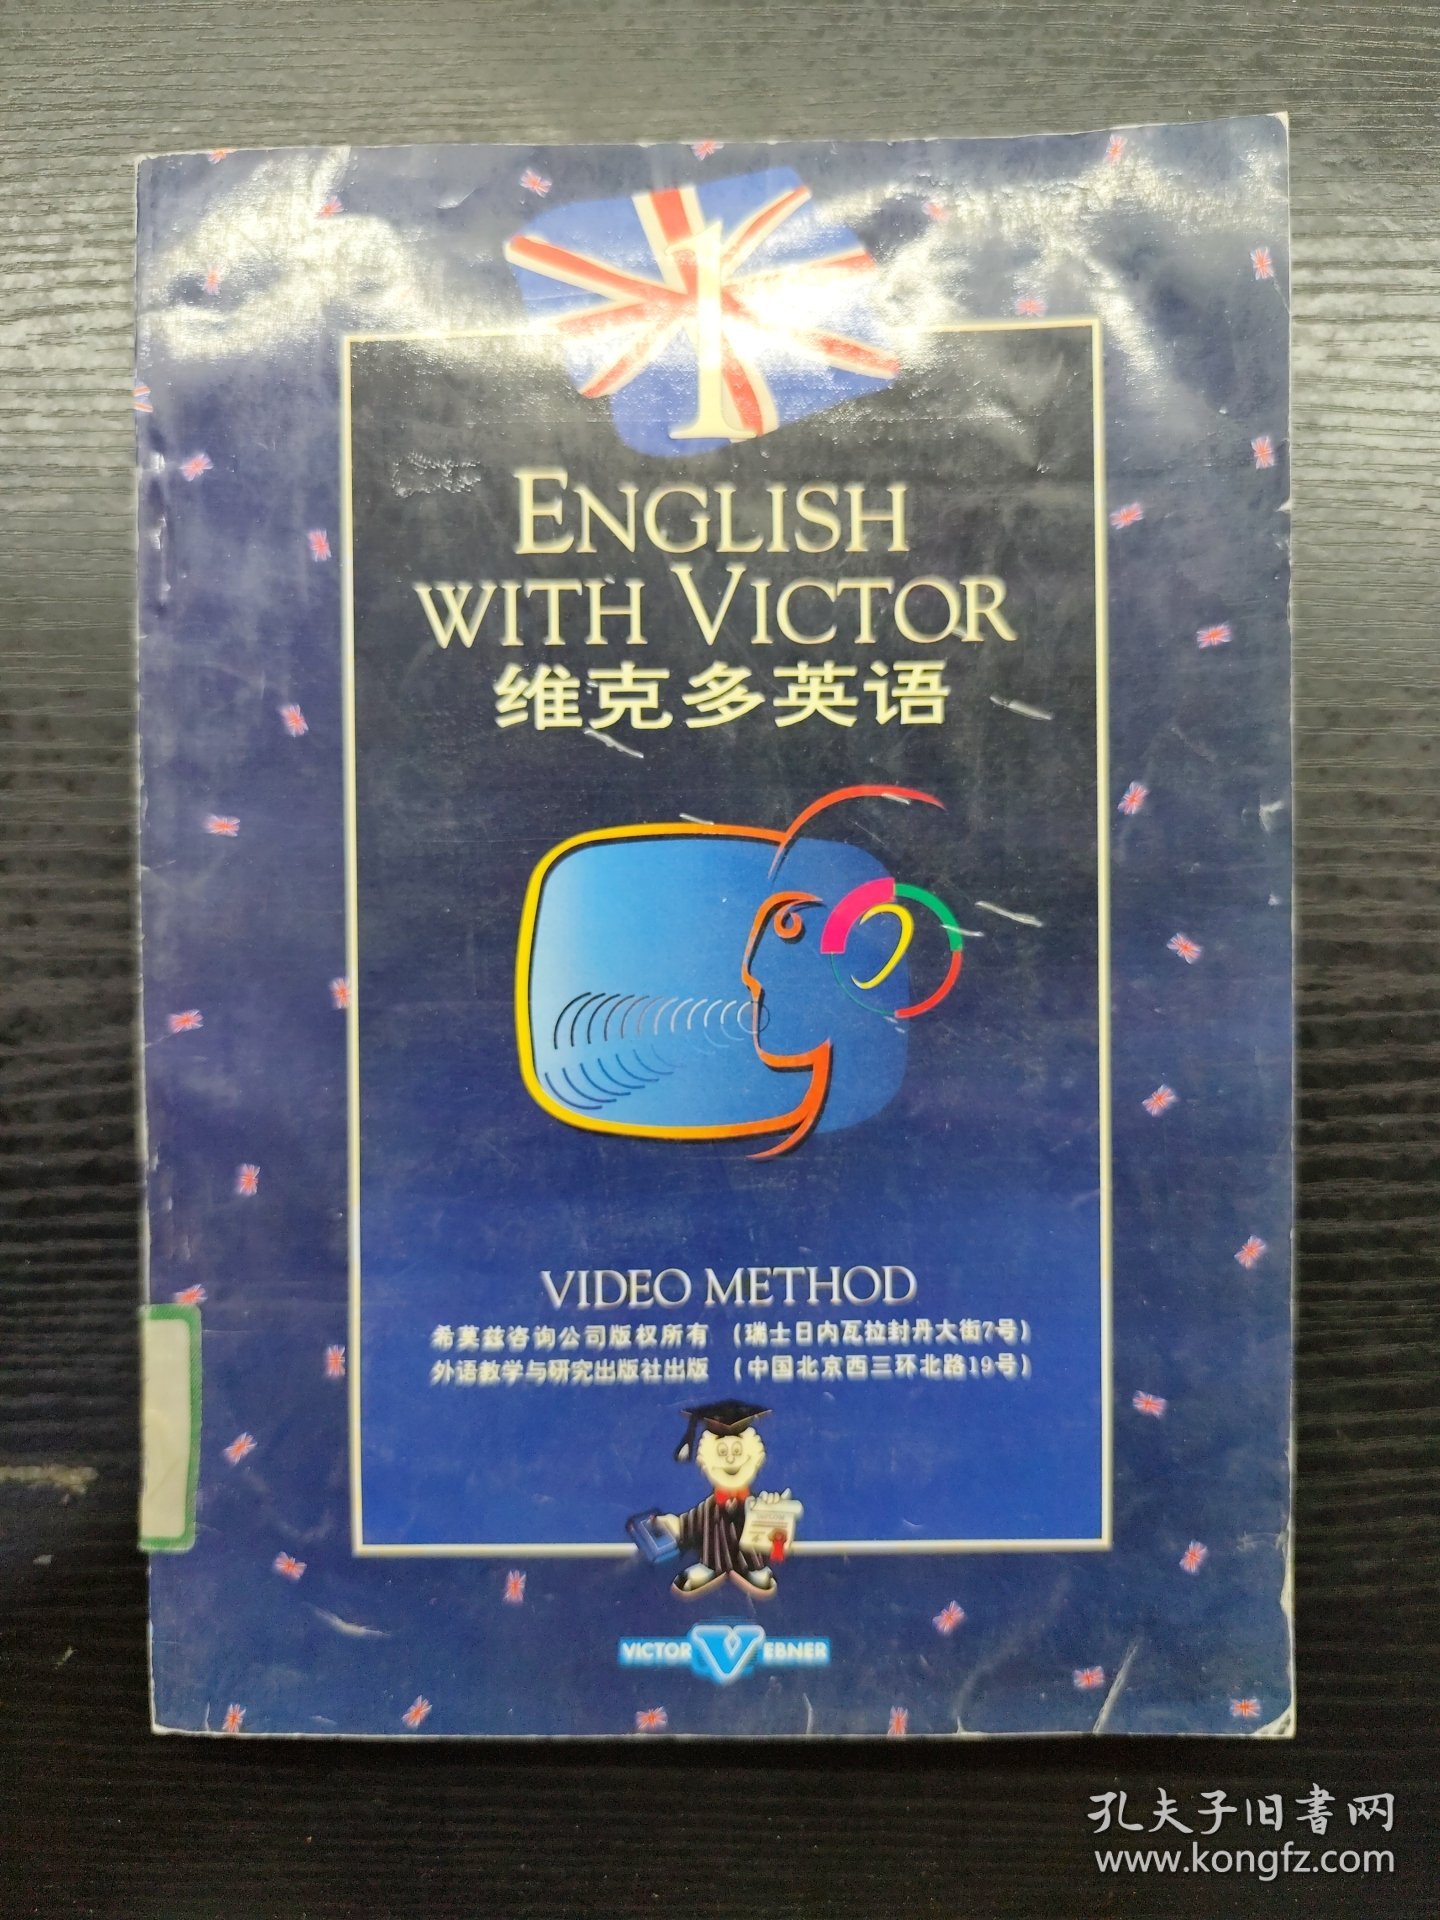 1
ENGLISH
WITH VICTOR
维克多英语
VIDEO METHOD
希莫兹咨询公司版权所有 (瑞士日内瓦拉封丹大街7号)
外语教学与研究出版社出版 (中国北京西三环北路19号)
VICTOR V EBNER
孔夫子旧書网
www.kongfz.com